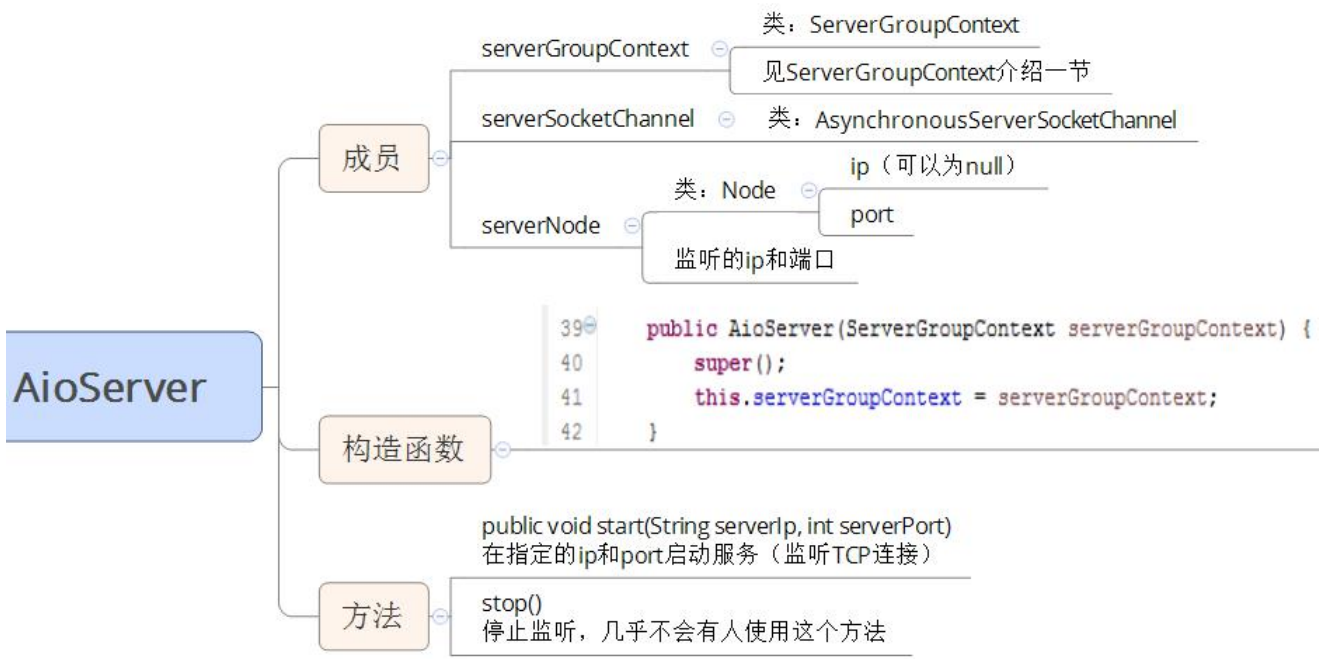 AioServer
成员
serverGroupContext
类：ServerGroupContext
见ServerGroupContext介绍一节
serverSocketChannel
类：AsynchronousServerSocketChannel
serverNode
类：Node
ip（可以为null）
port
监听的ip和端口
构造函数
39 public AioServer(ServerGroupContext serverGroupContext) {
40 super();
41 this.serverGroupContext = serverGroupContext;
42 }
方法
public void start(String serverIp, int serverPort)
在指定的ip和port启动服务（监听TCP连接）
stop()
停止监听，几乎不会有人使用这个方法